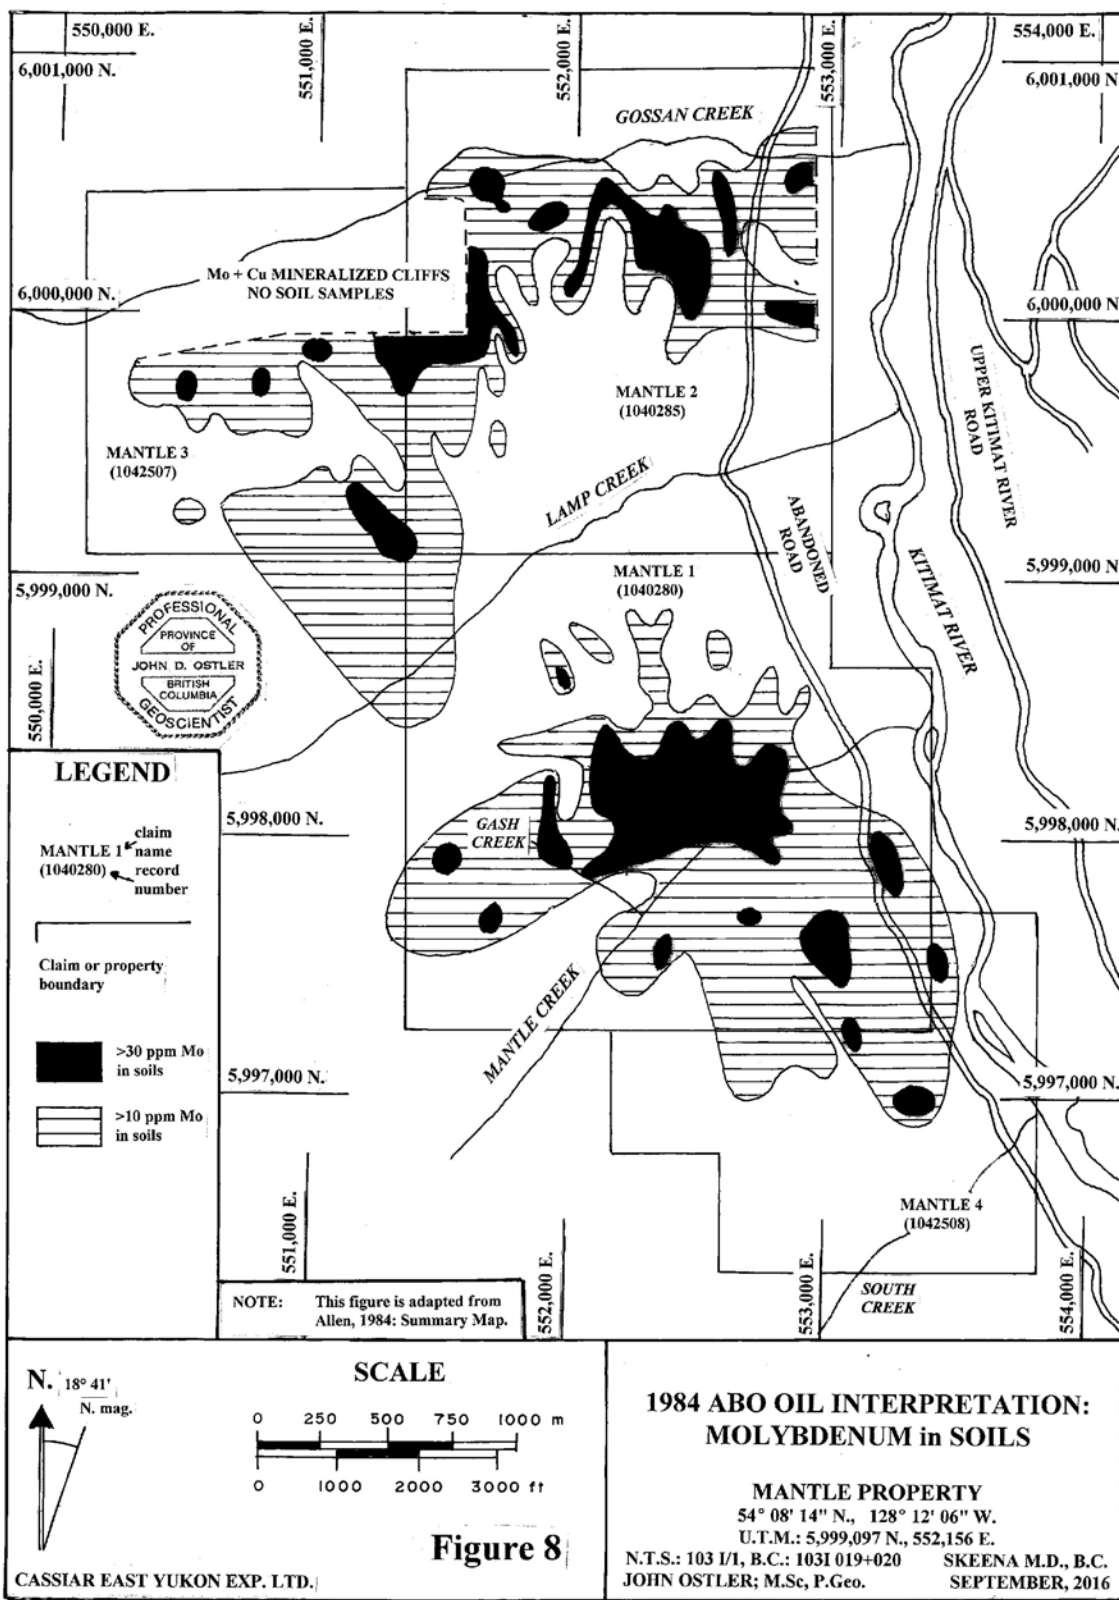 550,000 E.
6,001,000 N.
551,000 E.
552,000 E.
553,000 E.
554,000 E.
6,001,000 N
GOSSAN CREEK
Mo + Cu MINERALIZED CLIFFS
NO SOIL SAMPLES
6,000,000 N.
6,000,000 N
MANTLE 2
(1040285)
UPPER KITIMAT RIVER
ROAD
MANTLE 3
(1042507)
LAMP CREEK
ABANDONED
ROAD
KITIMAT RIVER
5,999,000 N.
5,999,000 N
MANTLE 1
(1040280)
PROFESSIONAL
PROVINCE
OF
JOHN D. OSTLER
BRITISH
COLUMBIA
GEOSCIENTIST
550,000 E.
LEGEND
MANTLE 1
(1040280)
claim
name
record
number
Claim or property
boundary
>30 ppm Mo
in soils
>10 ppm Mo
in soils
5,998,000 N.
5,998,000 N.
GASH
CREEK
MANTLE CREEK
5,997,000 N.
5,997,000 N.
MANTLE 4
(1042508)
SOUTH
CREEK
551,000 E.
552,000 E.
553,000 E.
554,000 E.
NOTE: This figure is adapted from
Allen, 1984: Summary Map.
N. 18° 41'
N. mag.
SCALE
0 250 500 750 1000 m
0 1000 2000 3000 ft
Figure 8
CASSIAR EAST YUKON EXP. LTD.
1984 ABO OIL INTERPRETATION:
MOLYBDENUM in SOILS
MANTLE PROPERTY
54° 08' 14" N., 128° 12' 06" W.
U.T.M.: 5,999,097 N., 552,156 E.
N.T.S.: 103 I/1, B.C.: 103I 019+020 SKEENA M.D., B.C.
JOHN OSTLER; M.Sc, P.Geo. SEPTEMBER, 2016